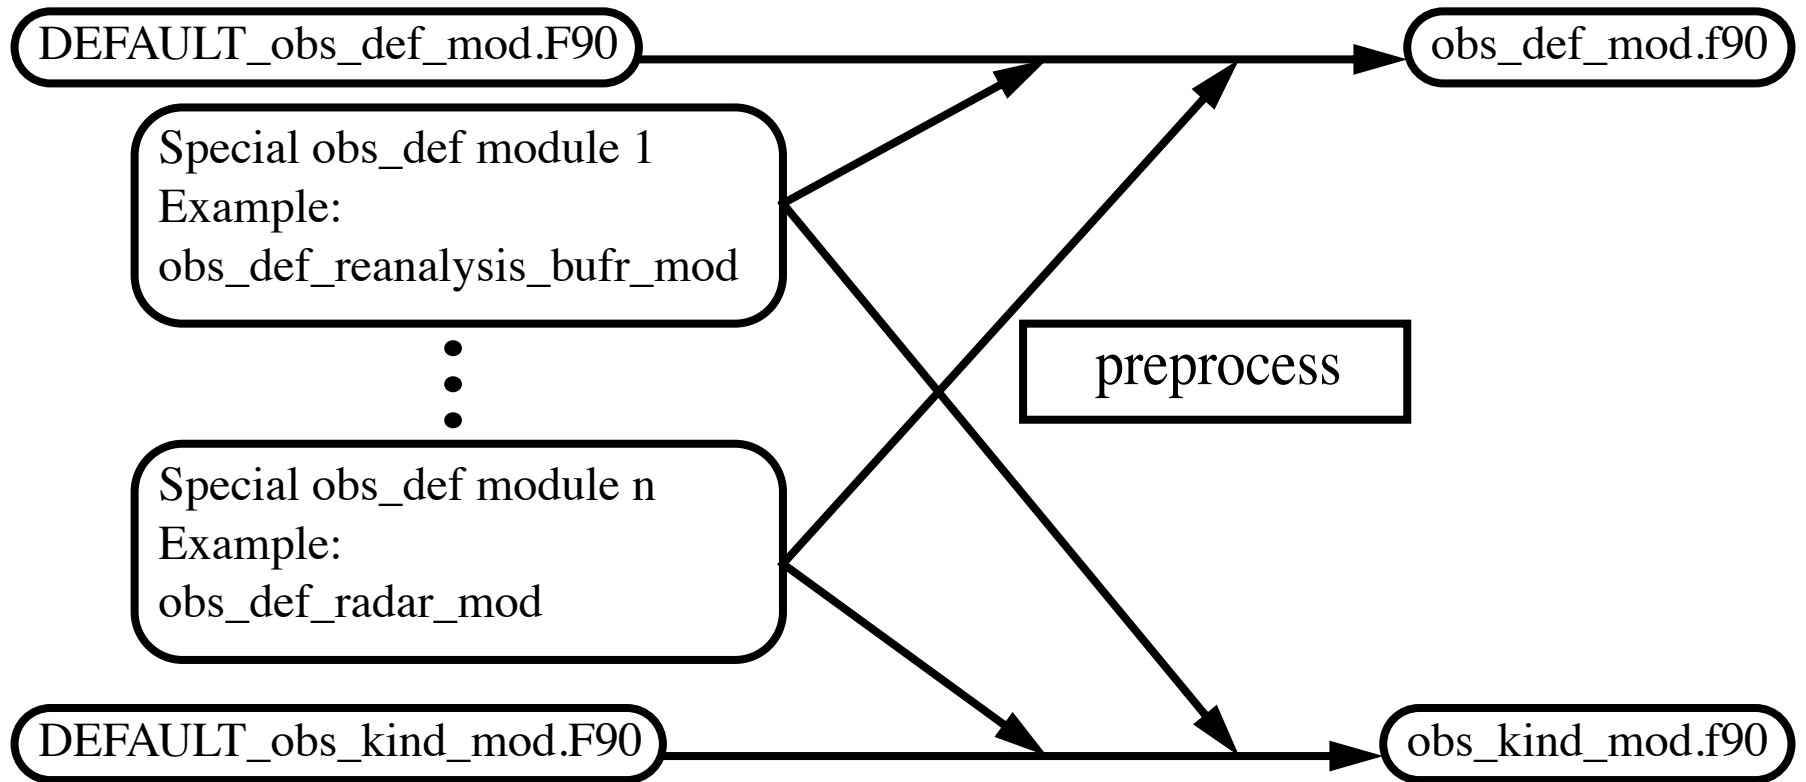 DEFAULT_obs_def_mod.F90
obs_def_mod.f90
Special obs_def module 1
Example:
obs_def_reanalysis_bufr_mod
preprocess
Special obs_def module n
Example:
obs_def_radar_mod
DEFAULT_obs_kind_mod.F90
obs_kind_mod.f90